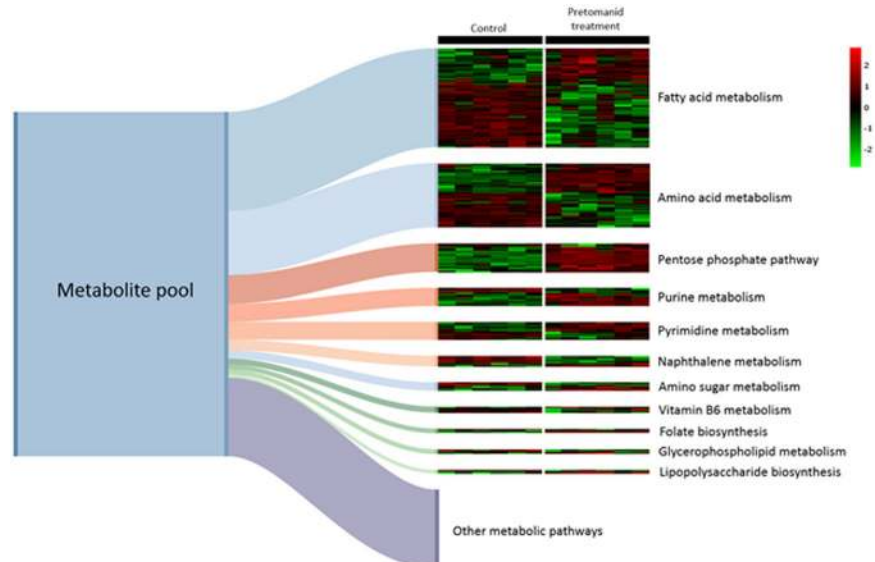 Control
Pretomanid
treatment
Fatty acid metabolism
2
1
0
-1
-2
Amino acid metabolism
Pentose phosphate pathway
Metabolite pool
Purine metabolism
Pyrimidine metabolism
Naphthalene metabolism
Amino sugar metabolism
Vitamin B6 metabolism
Folate biosynthesis
Glycerophospholipid metabolism
Lipopolysaccharide biosynthesis
Other metabolic pathways